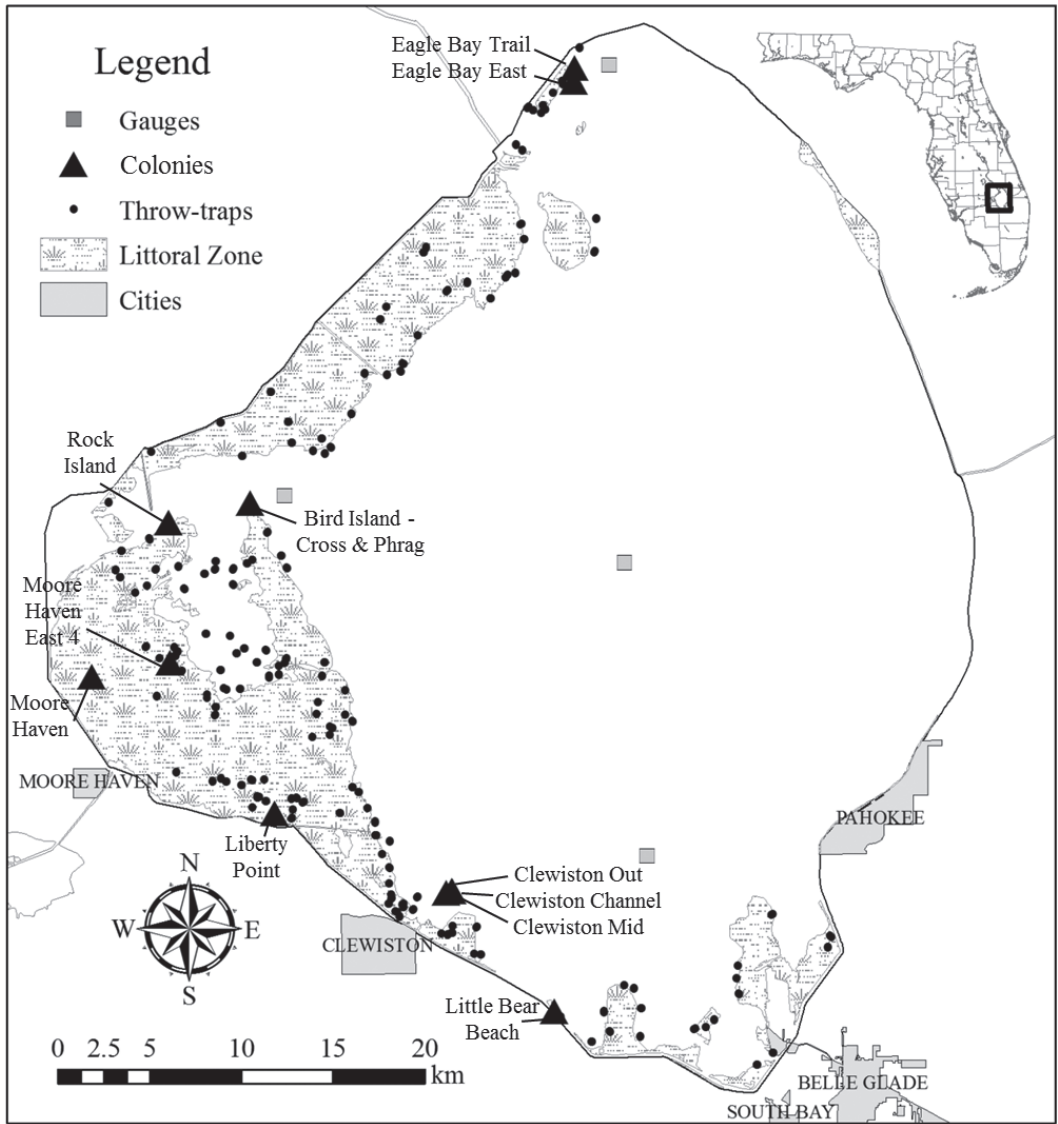 Legend
Gauges
Colonies
Throw-traps
Littoral Zone
Cities
Eagle Bay Trail
Eagle Bay East
Rock
Island
Bird Island -
Cross & Phrag
Moore
Haven
East 4
Moore
Haven
MOORE HAVEN
Liberty
Point
PAHOKEE
Clewiston Out
Clewiston Channel
Clewiston Mid
CLEWISTON
N
W E
S
Little Bear
Beach
0 2.5 5 10 15 20
km
BELLE GLADE
SOUTH BAY